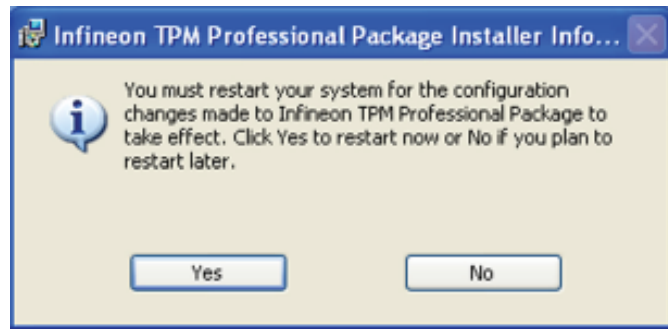 Infineon TPM Professional Package Installer Info...
You must restart your system for the configuration
changes made to Infineon TPM Professional Package to
take effect. Click Yes to restart now or No if you plan to
restart later.
Yes
No